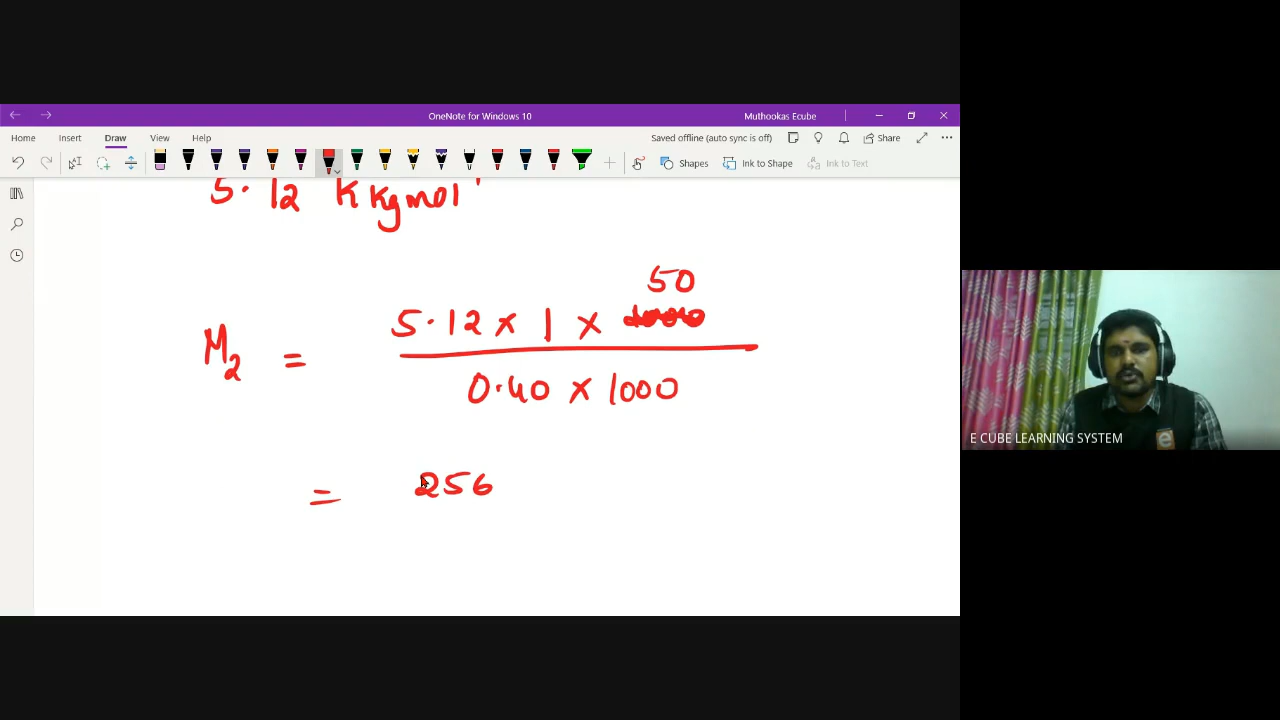 OneNote for Windows 10
Muthookas Ecube
Home Insert Draw View Help
Saved offline (auto sync is off)
Share
Shapes
Ink to Shape
Ink to Text
5.12 K Kg mol
50
5.12 x 1 x
M2 =
0.40 x 1000
= 256
E CUBE LEARNING SYSTEM